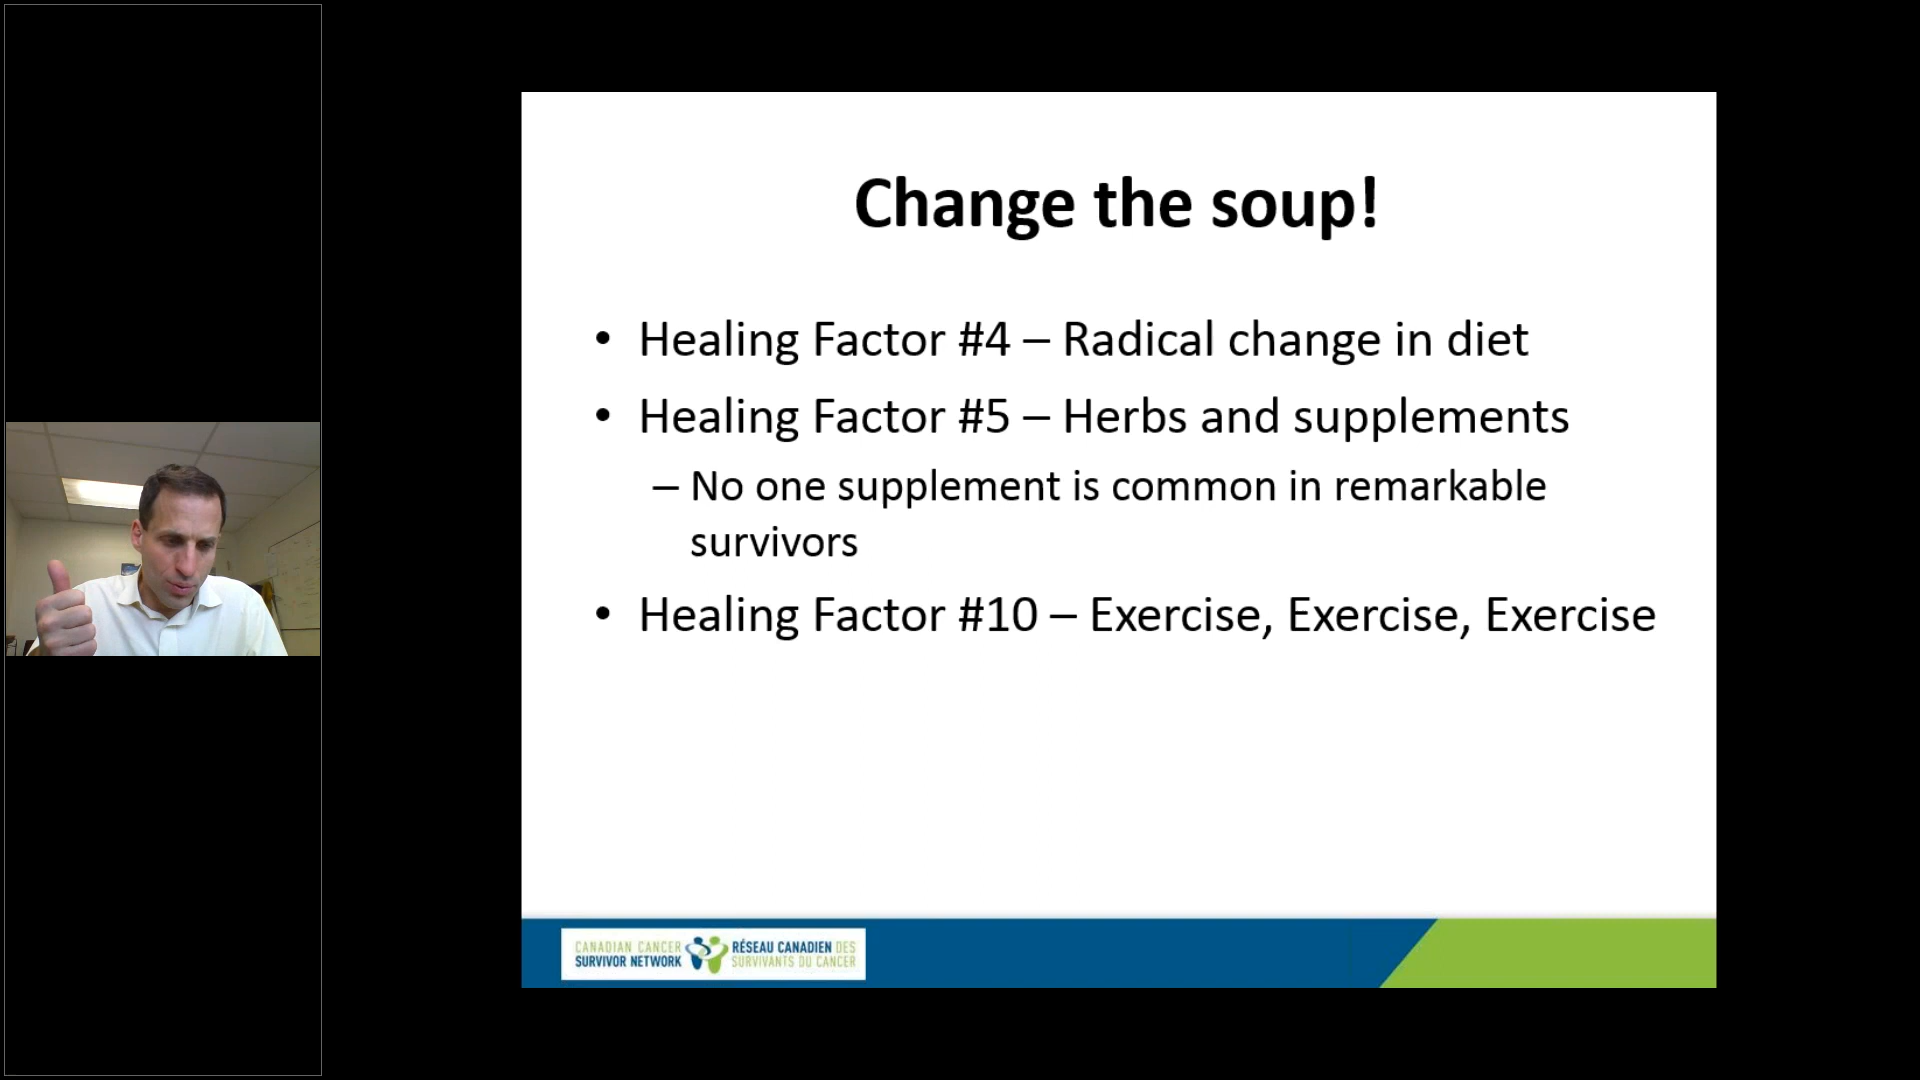 Change the soup!
• Healing Factor #4 – Radical change in diet
• Healing Factor #5 – Herbs and supplements
– No one supplement is common in remarkable
survivors
• Healing Factor #10 – Exercise, Exercise, Exercise
CANADIAN CANCER
SURVIVOR NETWORK
RÉSEAU CANADIEN DES
SURVIVANTS DU CANCER